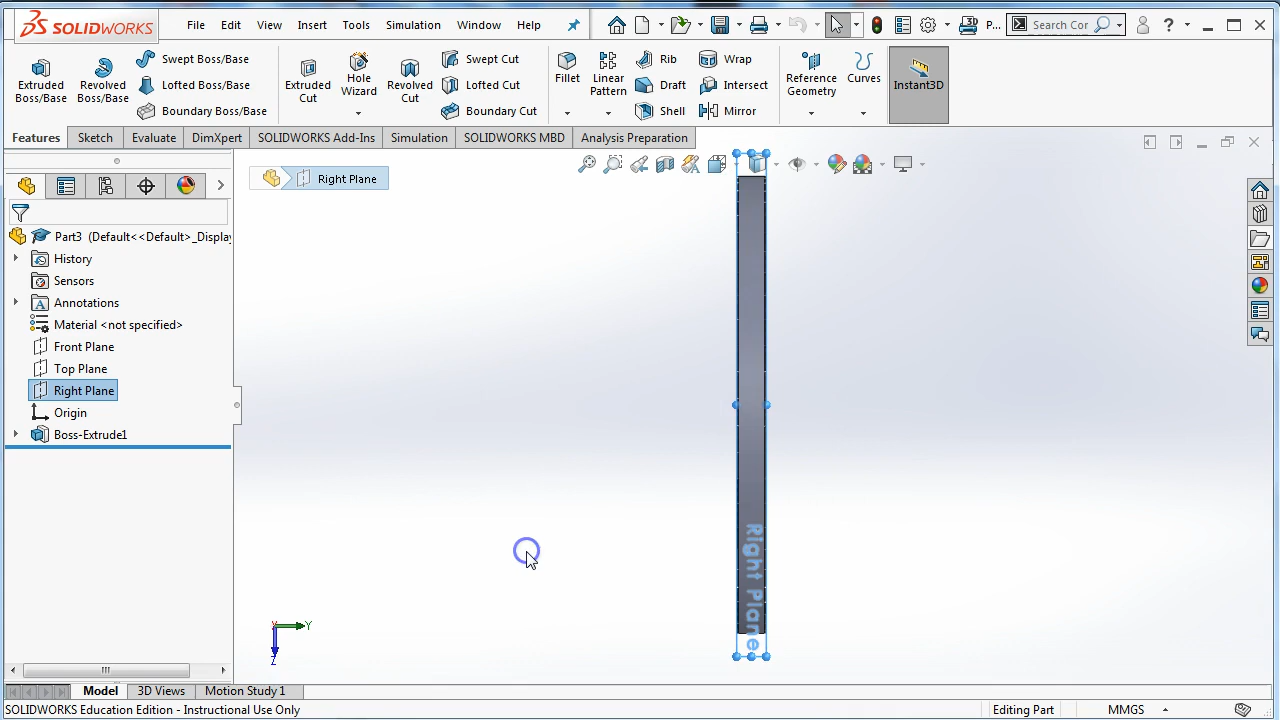 SOLIDWORKS File Edit View Insert Tools Simulation Window Help P... Search Cor ?
Extruded Boss/Base
Revolved Boss/Base
Swept Boss/Base
Lofted Boss/Base
Boundary Boss/Base
Extruded Cut
Hole Wizard
Revolved Cut
Swept Cut
Lofted Cut
Boundary Cut
Fillet
Linear Pattern
Rib
Draft
Shell
Wrap
Intersect
Mirror
Reference Geometry
Curves
Instant3D
Features Sketch Evaluate DimXpert SOLIDWORKS Add-Ins Simulation SOLIDWORKS MBD Analysis Preparation
Right Plane
Part3 (Default<<Default>_Display
History
Sensors
Annotations
Material <not specified>
Front Plane
Top Plane
Right Plane
Origin
Boss-Extrude1
Right Plane
X Y
Z
Model 3D Views Motion Study 1
SOLIDWORKS Education Edition - Instructional Use Only Editing Part MMGS